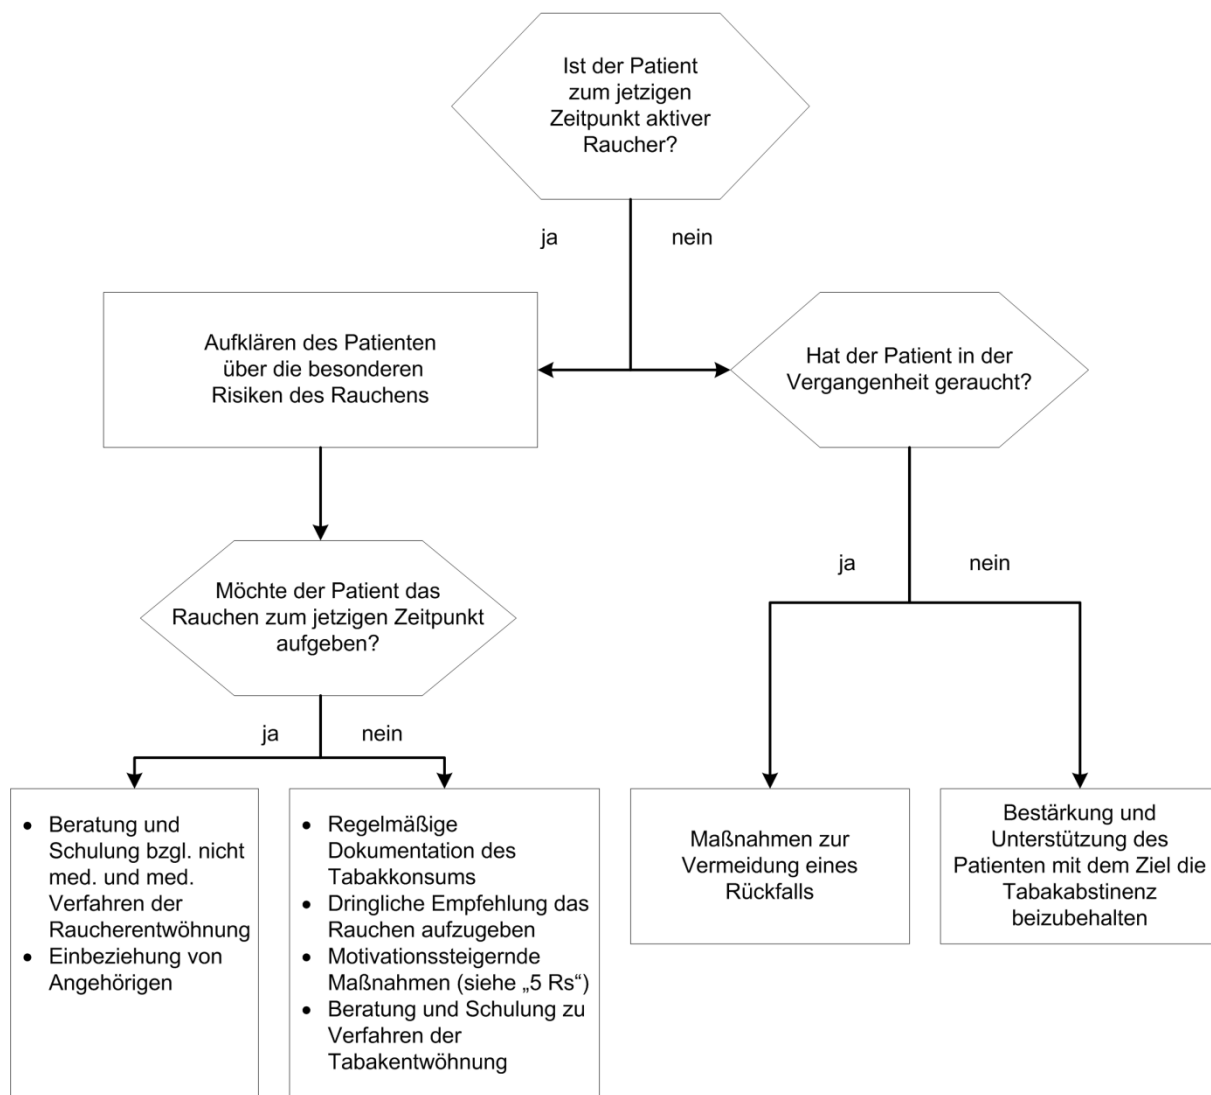 Ist der Patient
zum jetzigen
Zeitpunkt aktiver
Raucher?
ja
nein
Aufklären des Patienten
über die besonderen
Risiken des Rauchens
Hat der Patient in der
Vergangenheit geraucht?
Möchte der Patient das
Rauchen zum jetzigen Zeitpunkt
aufgeben?
ja
nein
ja
nein
• Beratung und
Schulung bzgl. nicht
med. und med.
Verfahren der
Raucherentwöhnung
• Einbeziehung von
Angehörigen
• Regelmäßige
Dokumentation des
Tabakkonsums
• Dringliche Empfehlung das
Rauchen aufzugeben
• Motivationssteigernde
Maßnahmen (siehe „5 Rs“)
• Beratung und Schulung zu
Verfahren der
Tabakentwöhnung
Maßnahmen zur
Vermeidung eines
Rückfalls
Bestärkung und
Unterstützung des
Patienten mit dem Ziel die
Tabakabstinenz
beizubehalten